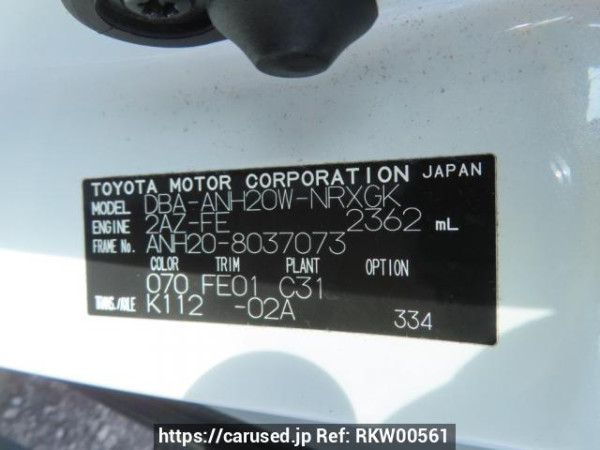 TOYOTA MOTOR CORPORATION JAPAN
MODEL DBA-ANH20W-NRXGK
ENGINE 2AZ-FE 2362 mL
FRAME No. ANH20-8037073
COLOR TRIM PLANT OPTION
070 FE01 C31
TRANS./AXLE K112 -02A 334
https://carused.jp Ref: RKW00561